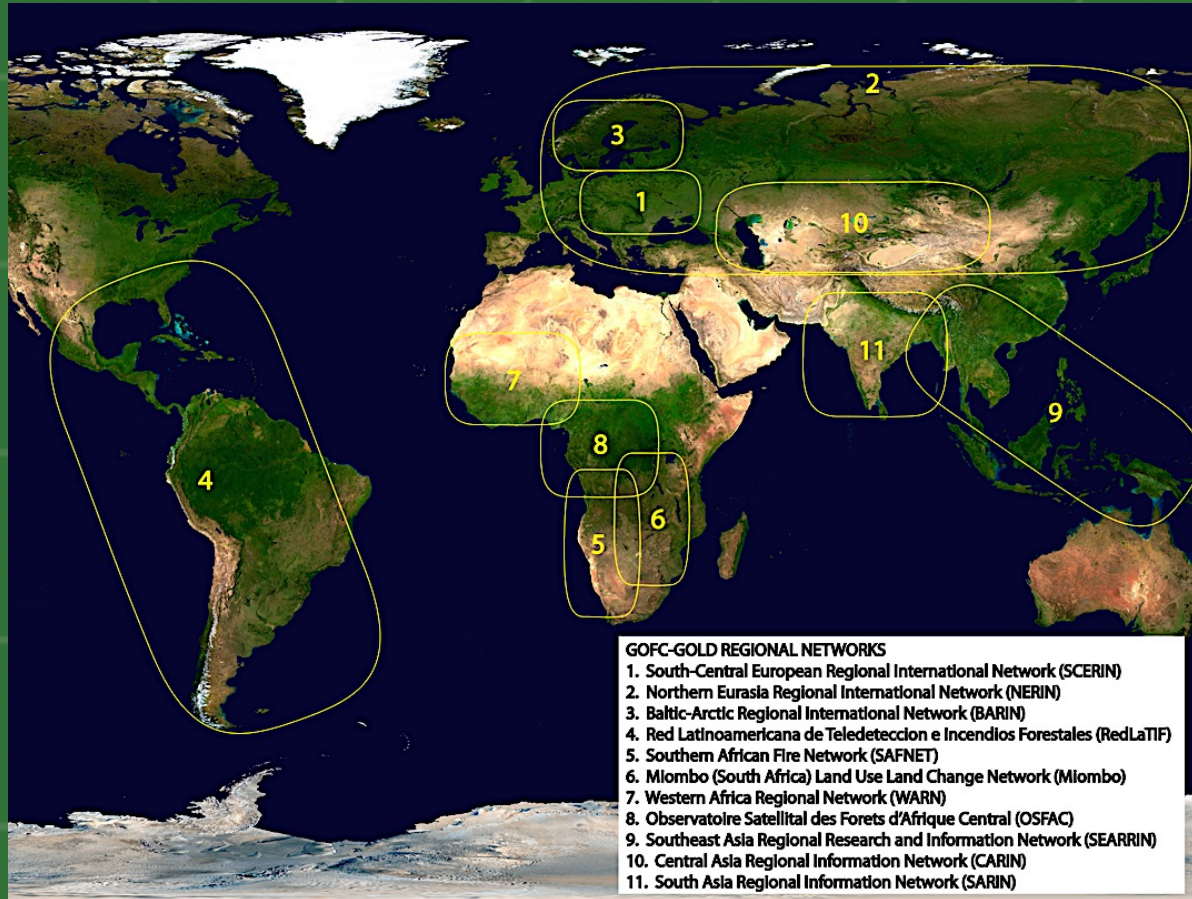 2
3
1
10
11
7
9
8
4
6
5
GOFC-GOLD REGIONAL NETWORKS
1. South-Central European Regional International Network (SCERIN)
2. Northern Eurasia Regional International Network (NERIN)
3. Baltic-Arctic Regional International Network (BARIN)
4. Red Latinoamericana de Teledeteccion e Incendios Forestales (RedLaTIF)
5. Southern African Fire Network (SAFNET)
6. Miombo (South Africa) Land Use Land Change Network (Miombo)
7. Western Africa Regional Network (WARN)
8. Observatoire Satellital des Forets d'Afrique Central (OSFAC)
9. Southeast Asia Regional Research and Information Network (SEARRIN)
10. Central Asia Regional Information Network (CARIN)
11. South Asia Regional Information Network (SARIN)